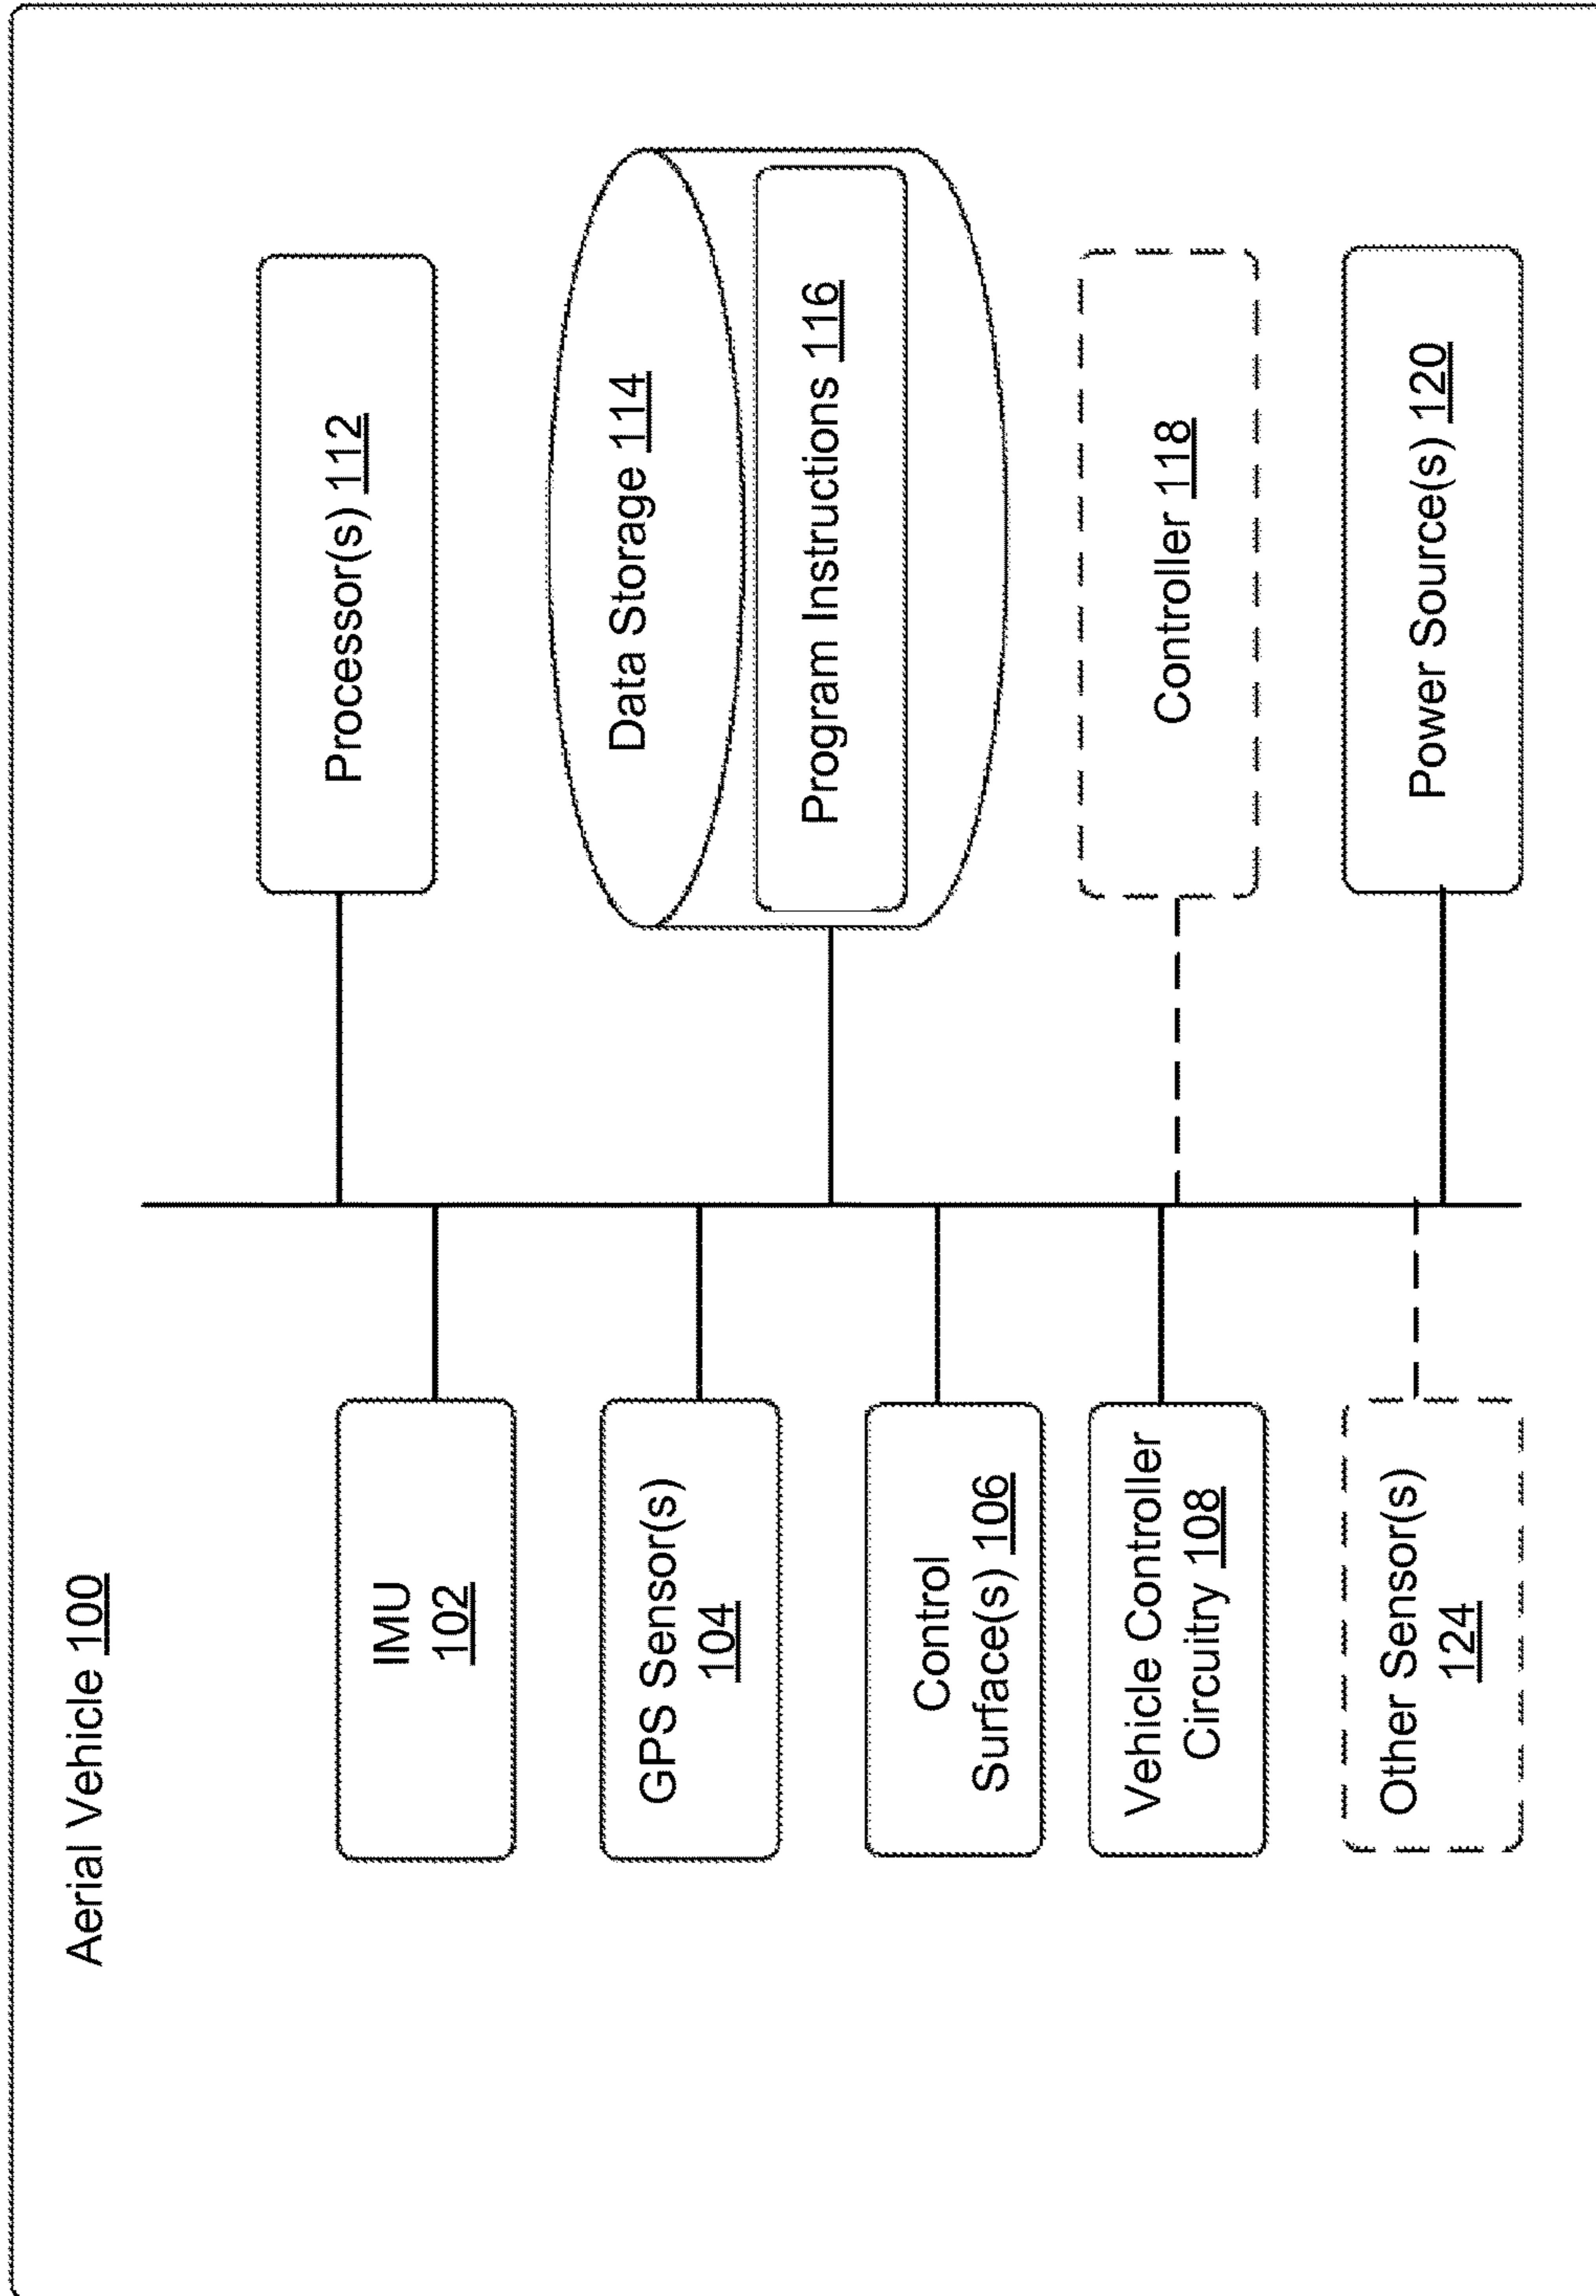 Aerial Vehicle 100
IMU
102
GPS Sensor(s)
104
Control
Surface(s) 106
Vehicle Controller
Circuitry 108
Other Sensor(s)
124
Processor(s) 112
Data Storage 114
Program Instructions 116
Controller 118
Power Source(s) 120